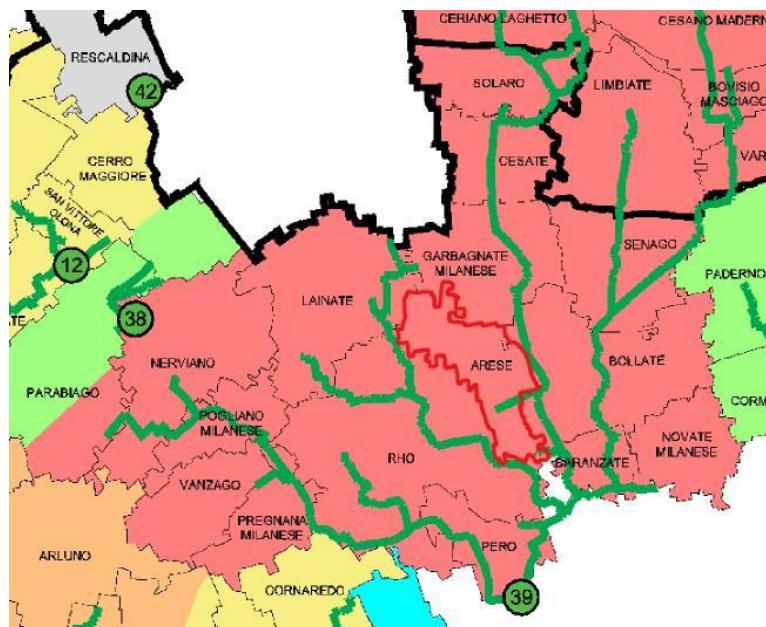 CERIANO LAGHETTO
CESANO MADERN
RESCALDINA
42
SOLARO
LIMBIATE
BOVISIO
MASCIAGO
CERRO
MAGGIORE
CESATE
VAR
SAN VITTORE
OLONA
12
SENAGO
GARBAGNATE
MILANESE
PADERNO
TE
38
LAINATE
NERVIANO
ARESE
BOLLATE
PARABIAGO
CORM
POGLIANO
MILANESE
NOVATE
MILANESE
RHO
BARANZATE
VANZAGO
PREGNANA
MILANESE
PERO
ARLUNO
CORNAREDO
39